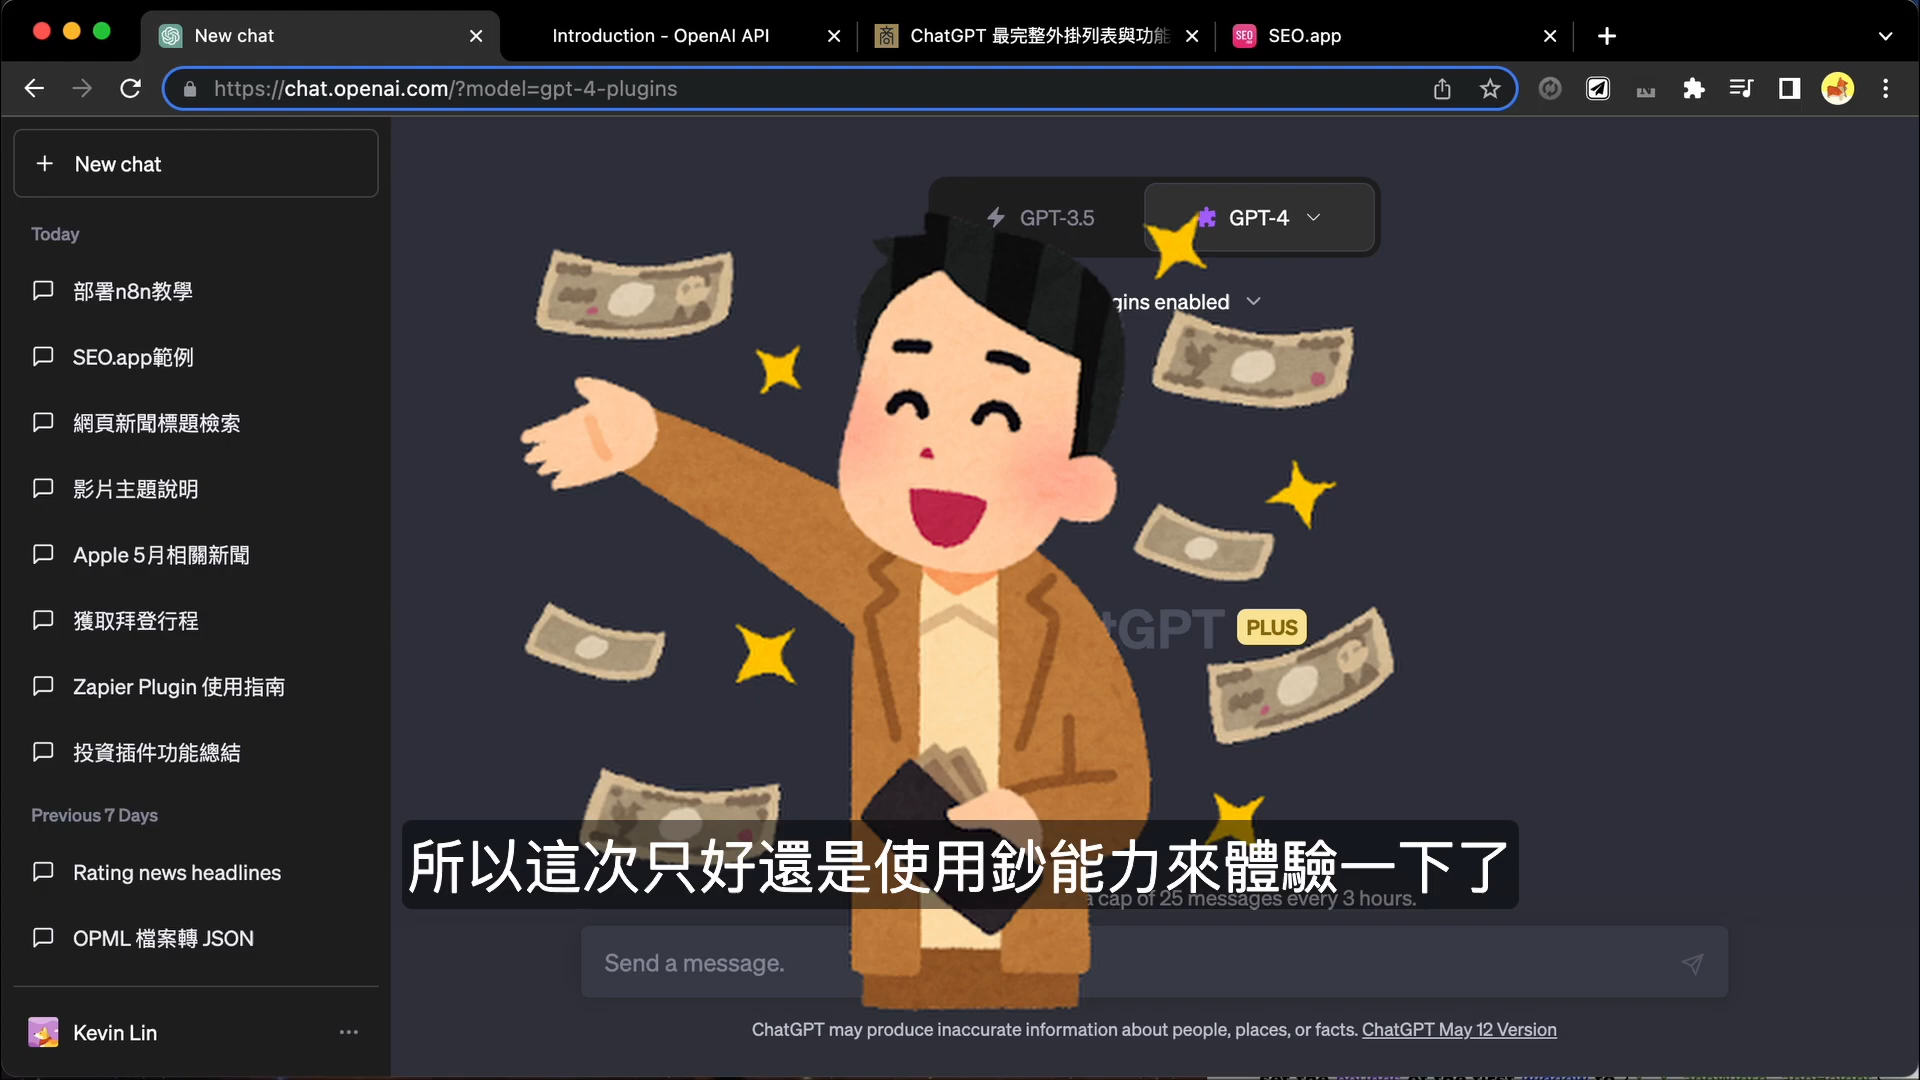 New chat
Introduction - OpenAI API
ChatGPT 最完整外掛列表與功能
SEO
SEO.app
https://chat.openai.com/?model=gpt-4-plugins
New chat
Today
部署n8n教學
SEO.app範例
網頁新聞標題檢索
影片主題說明
Apple 5月相關新聞
獲取拜登行程
Zapier Plugin 使用指南
投資插件功能總結
Previous 7 Days
Rating news headlines
OPML 檔案轉 JSON
Kevin Lin
GPT-3.5
GPT-4
gins enabled
tGPT PLUS
所以這次只好還是使用鈔能力來體驗一下了
a cap of 25 messages every 3 hours.
Send a message.
ChatGPT may produce inaccurate information about people, places, or facts. ChatGPT May 12 Version